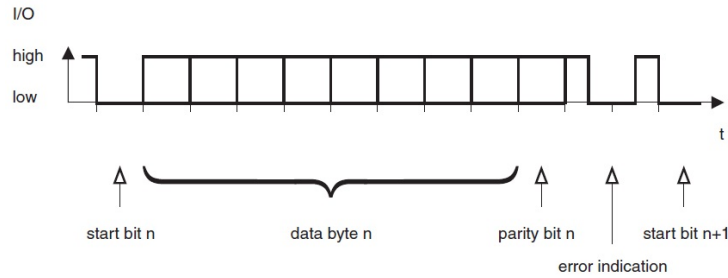 I/O
high
low
t
start bit n
data byte n
parity bit n
start bit n+1
error indication